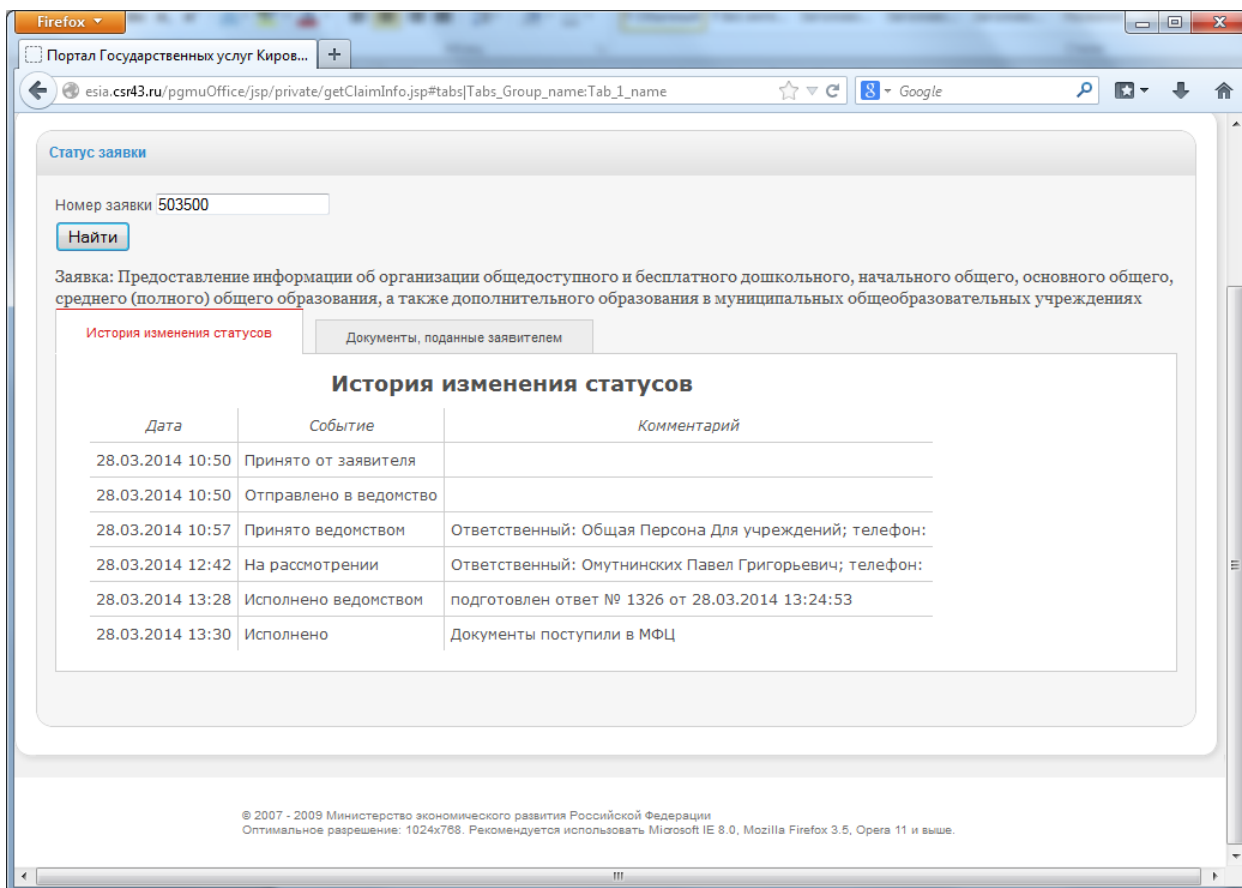 Firefox
Портал Государственных услуг Киров...
esia.csr43.ru/pgmuOffice/jsp/private/getClaimInfo.jsp#tabs|Tabs_Group_name:Tab_1_name
Google
Статус заявки
Номер заявки 503500
Найти
Заявка: Предоставление информации об организации общедоступного и бесплатного дошкольного, начального общего, основного общего,
среднего (полного) общего образования, а также дополнительного образования в муниципальных общеобразовательных учреждениях
История изменения статусов Документы, поданные заявителем
История изменения статусов
Дата Событие Комментарий
28.03.2014 10:50 Принято от заявителя
28.03.2014 10:50 Отправлено в ведомство
28.03.2014 10:57 Принято ведомством Ответственный: Общая Персона Для учреждений; телефон:
28.03.2014 12:42 На рассмотрении Ответственный: Омутнинских Павел Григорьевич; телефон:
28.03.2014 13:28 Исполнено ведомством подготовлен ответ № 1326 от 28.03.2014 13:24:53
28.03.2014 13:30 Исполнено Документы поступили в МФЦ
© 2007 - 2009 Министерство экономического развития Российской Федерации
Оптимальное разрешение: 1024x768. Рекомендуется использовать Microsoft IE 8.0, Mozilla Firefox 3.5, Opera 11 и выше.